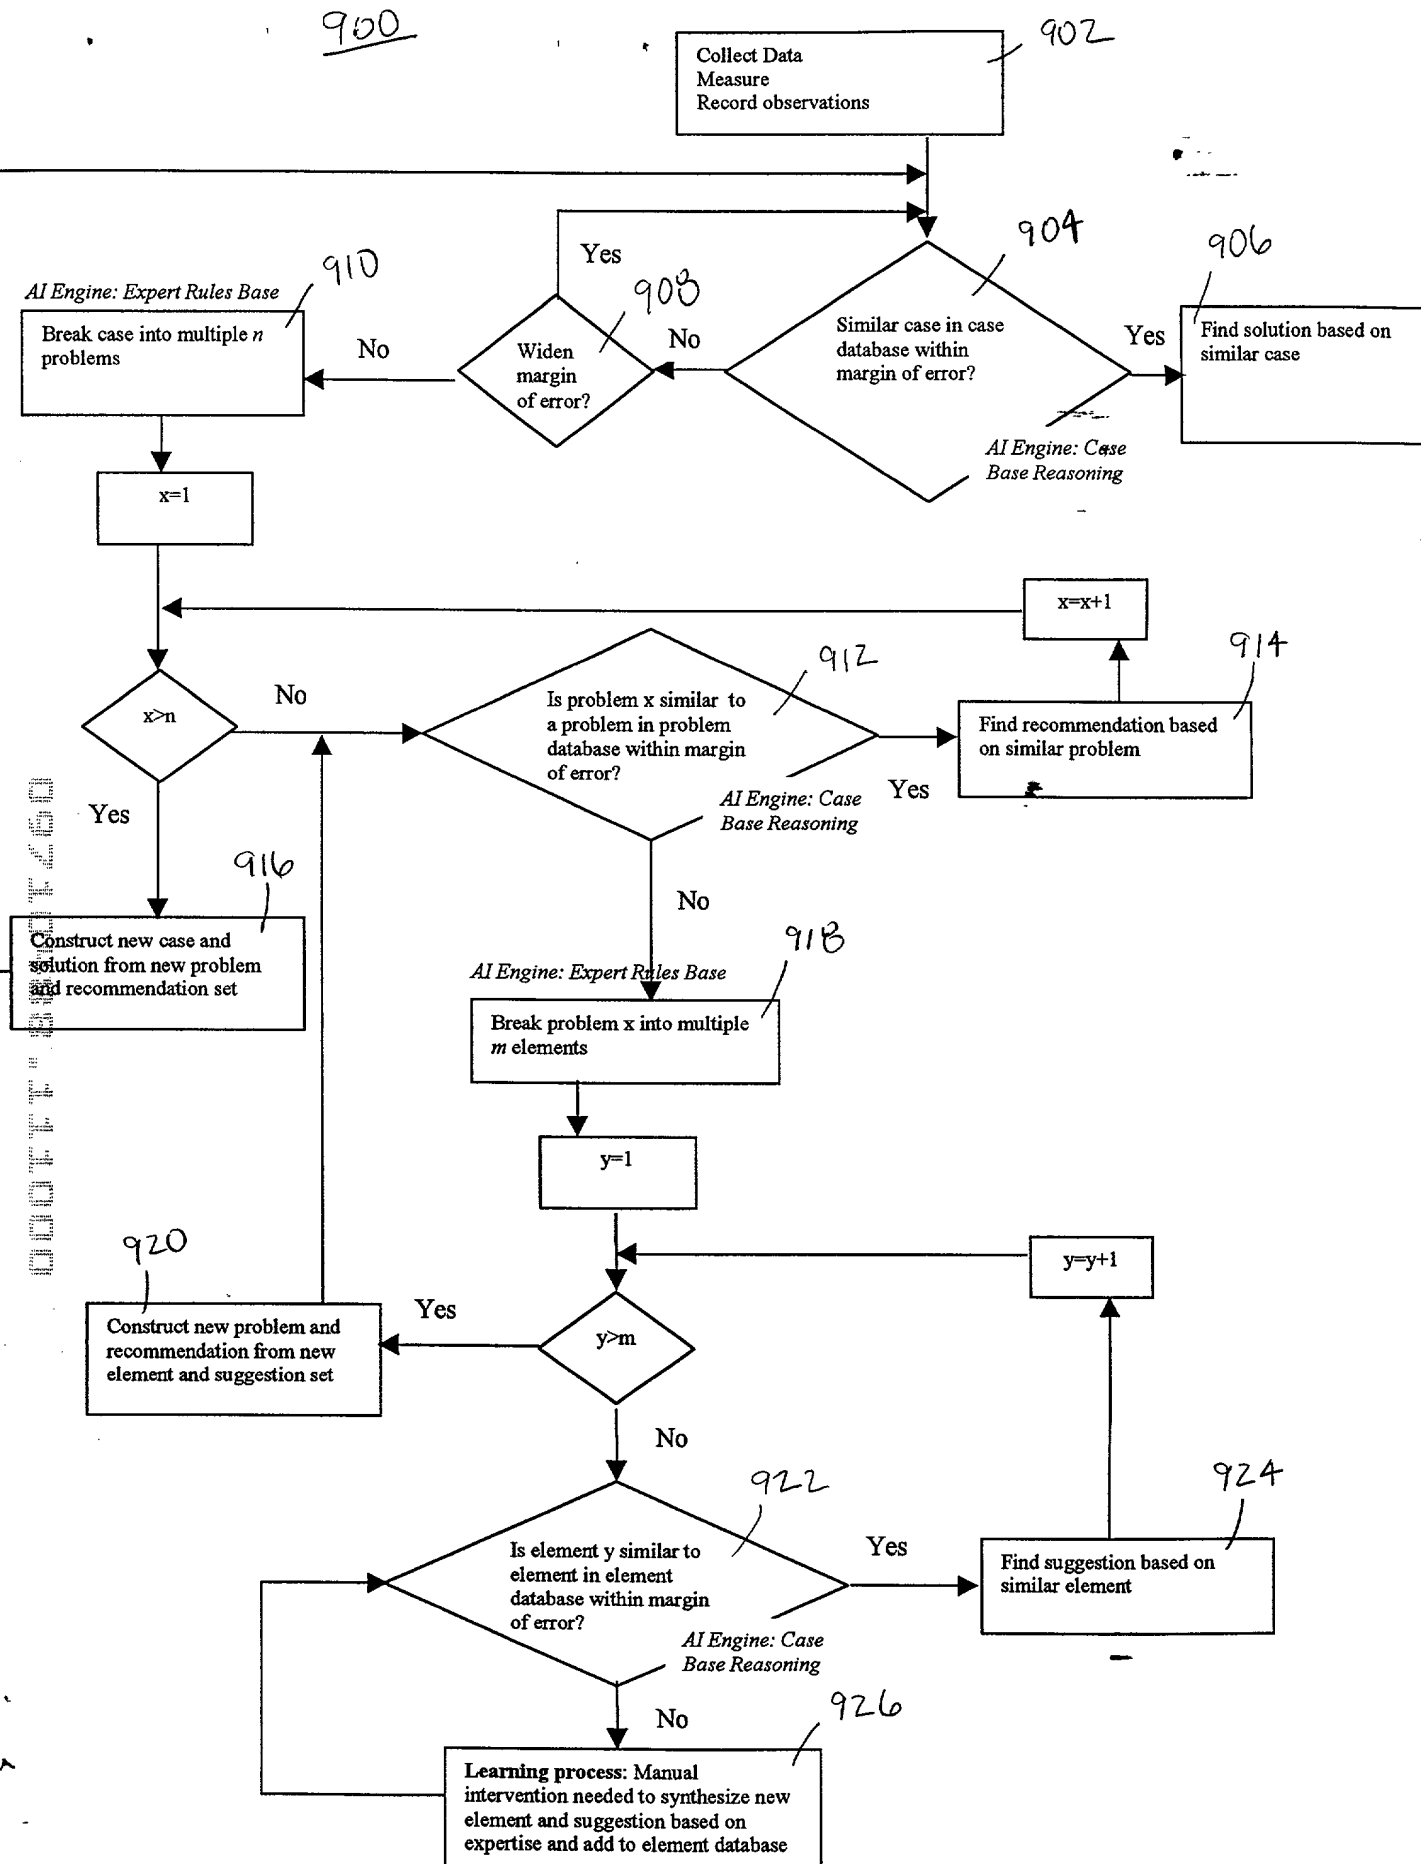 900
902
Collect Data
Measure
Record observations
904
906
Yes
910
908
AI Engine: Expert Rules Base
Break case into multiple n
problems
No
Widen
margin
of error?
No
Similar case in case
database within
margin of error?
Yes
Find solution based on
similar case
AI Engine: Case
Base Reasoning
x=1
x=x+1
912
914
x>n
No
Is problem x similar to
a problem in problem
database within margin
of error?
Find recommendation based
on similar problem
Yes
AI Engine: Case
Base Reasoning
Yes
916
No
Construct new case and
solution from new problem
and recommendation set
918
AI Engine: Expert Rules Base
Break problem x into multiple
m elements
y=1
920
y=y+1
Construct new problem and
recommendation from new
element and suggestion set
Yes
y>m
No
922
924
Is element y similar to
element in element
database within margin
of error?
Yes
Find suggestion based on
similar element
AI Engine: Case
Base Reasoning
No
926
Learning process: Manual
intervention needed to synthesize new
element and suggestion based on
expertise and add to element database